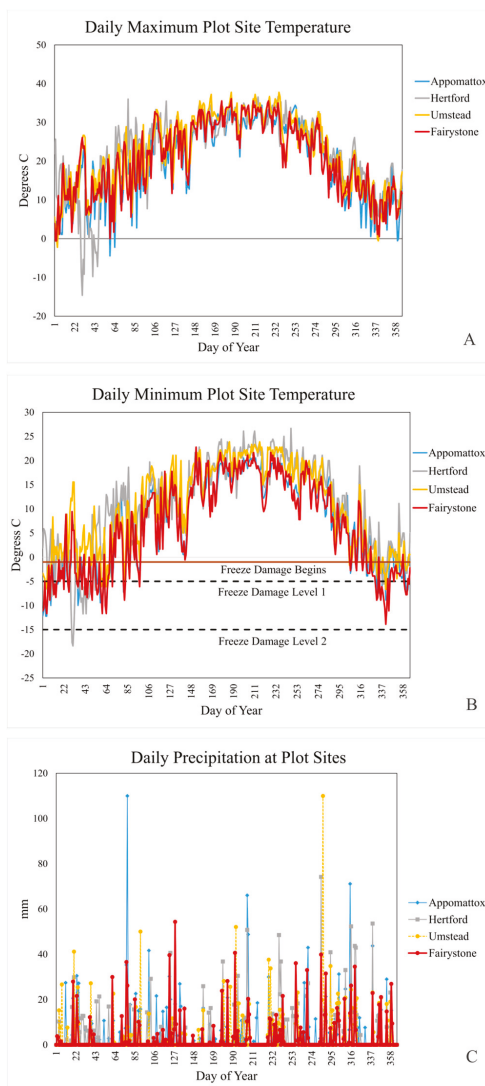 Daily Maximum Plot Site Temperature
50
40
30
20
10
0
-10
-20
Degrees C
1 22 43 64 85 106 127 148 169 190 211 232 253 274 295 316 337 358
Day of Year
Appomattox
Hertford
Umstead
Fairystone
A
Daily Minimum Plot Site Temperature
30
25
20
15
10
5
0
-5
-10
-15
-20
-25
Degrees C
Freeze Damage Begins
Freeze Damage Level 1
Freeze Damage Level 2
1 22 43 64 85 106 127 148 169 190 211 232 253 274 295 316 337 358
Day of Year
Appomattox
Hertford
Umstead
Fairystone
B
Daily Precipitation at Plot Sites
120
100
80
60
40
20
0
mm
1 22 43 64 85 106 127 148 169 190 211 232 253 274 295 316 337 358
Day of Year
Appomattox
Hertford
Umstead
Fairystone
C